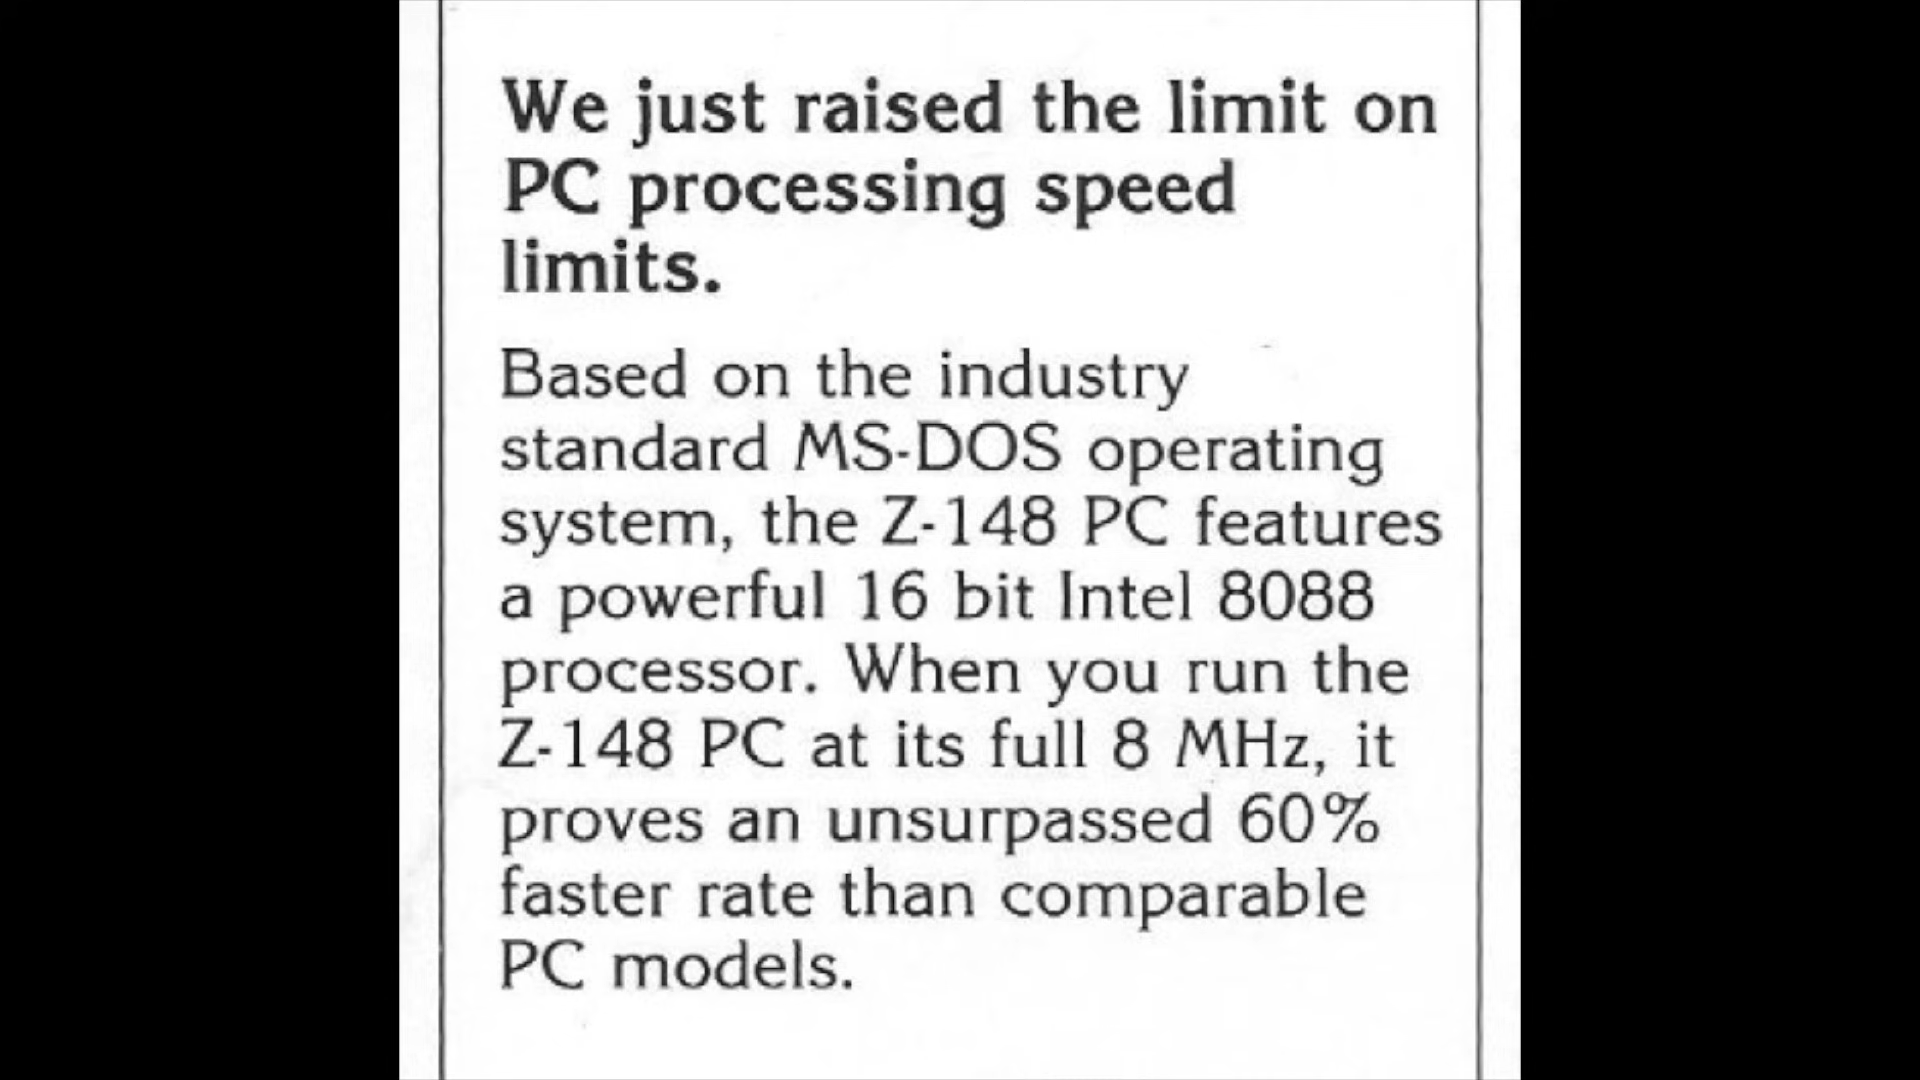 We just raised the limit on
PC processing speed
limits.
Based on the industry
standard MS-DOS operating
system, the Z-148 PC features
a powerful 16 bit Intel 8088
processor. When you run the
Z-148 PC at its full 8 MHz, it
proves an unsurpassed 60%
faster rate than comparable
PC models.